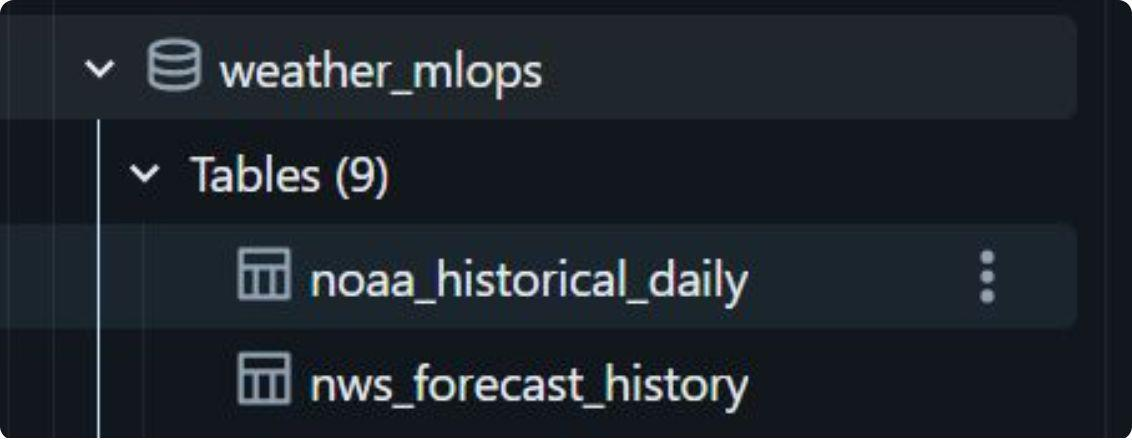 weather_mlops
Tables (9)
noaa_historical_daily
nws_forecast_history